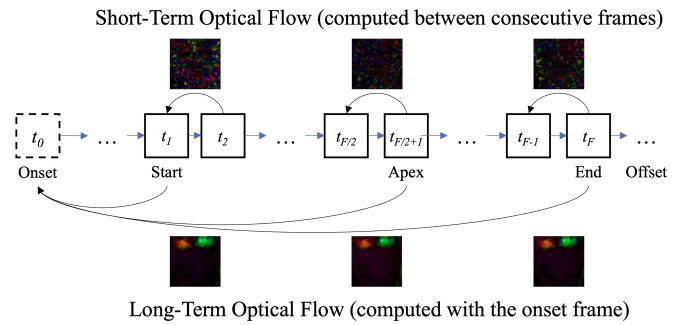 Short-Term Optical Flow (computed between consecutive frames)
t0 ... t1 t2 ... tF/2 tF/2+1 ... tF-1 tF ...
Onset Start Apex End Offset
Long-Term Optical Flow (computed with the onset frame)